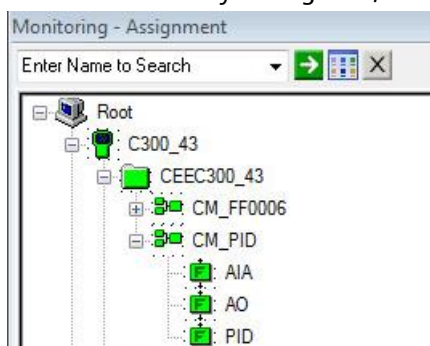 Monitoring - Assignment
Enter Name to Search
X
Root
C300_43
CEEC300_43
CM_FF0006
CM_PID
F AIA
F AO
F PID